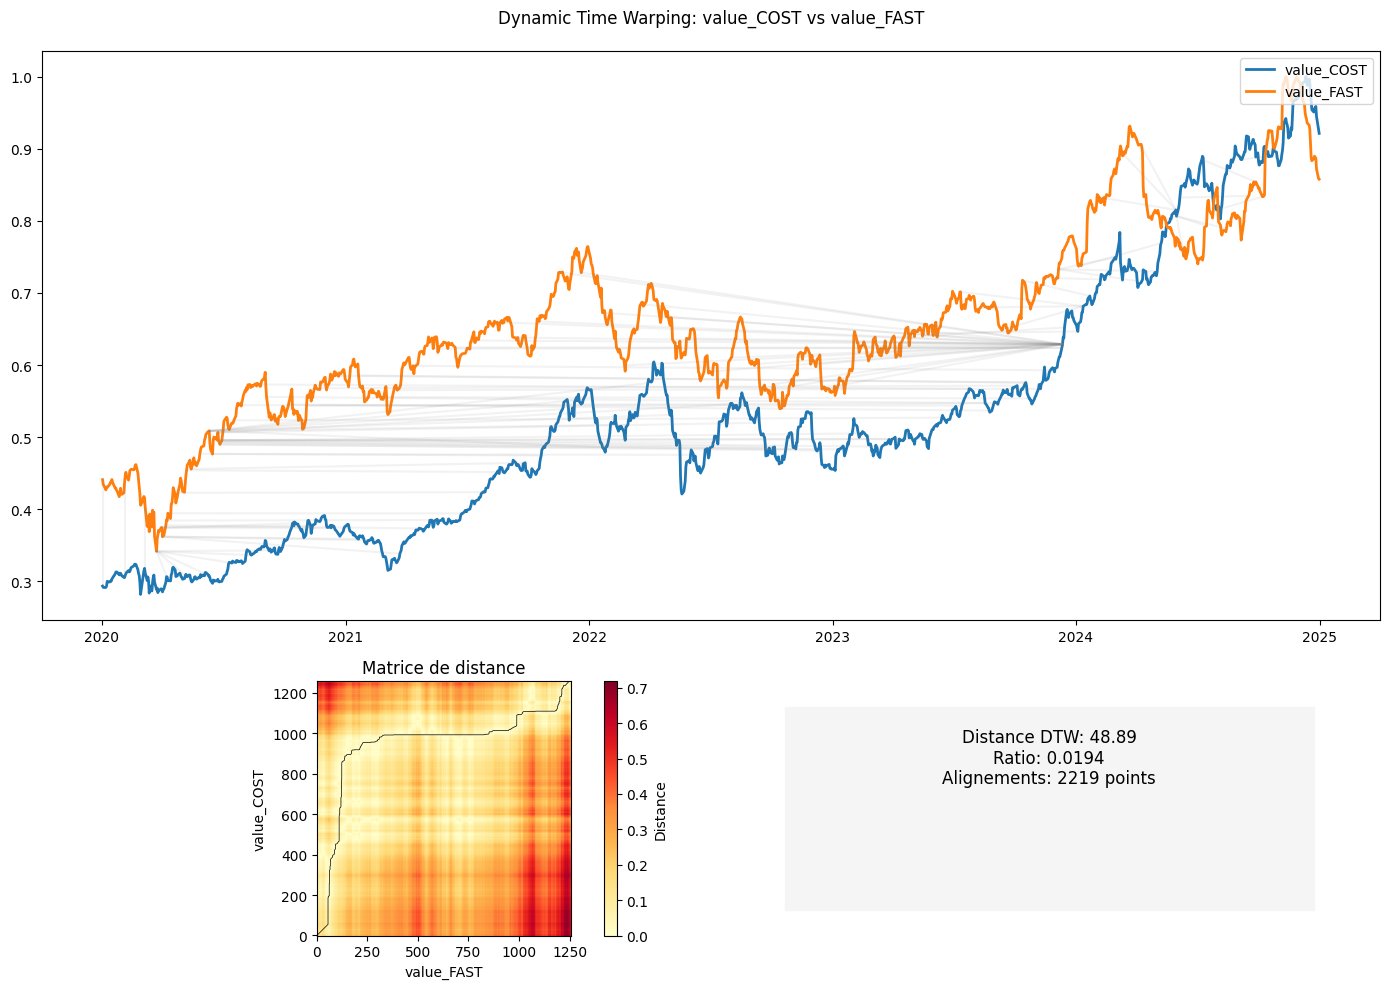 Dynamic Time Warping: value_COST vs value_FAST
value_COST
value_FAST
1.0
0.9
0.8
0.7
0.6
0.5
0.4
0.3
2020 2021 2022 2023 2024 2025
Matrice de distance
value_COST
1200
1000
800
600
400
200
0
0 250 500 750 1000 1250
value_FAST
0.7
0.6
0.5
0.4
0.3
0.2
0.1
0.0
Distance
Distance DTW: 48.89
Ratio: 0.0194
Alignements: 2219 points